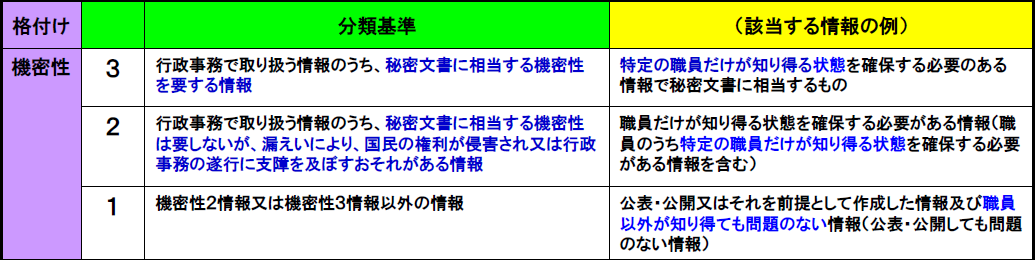 格付け 分類基準 （該当する情報の例）
機密性 3 行政事務で取り扱う情報のうち、秘密文書に相当する機密性
を要する情報
特定の職員だけが知り得る状態を確保する必要のある
情報で秘密文書に相当するもの
2 行政事務で取り扱う情報のうち、秘密文書に相当する機密性
は要しないが、漏えいにより、国民の権利が侵害され又は行政
事務の遂行に支障を及ぼすおそれがある情報
職員だけが知り得る状態を確保する必要がある情報（職
員のうち特定の職員だけが知り得る状態を確保する必要
がある情報を含む）
1 機密性２情報又は機密性３情報以外の情報
公表・公開又はそれを前提として作成した情報及び職員
以外が知り得ても問題のない情報（公表・公開しても問題
のない情報）